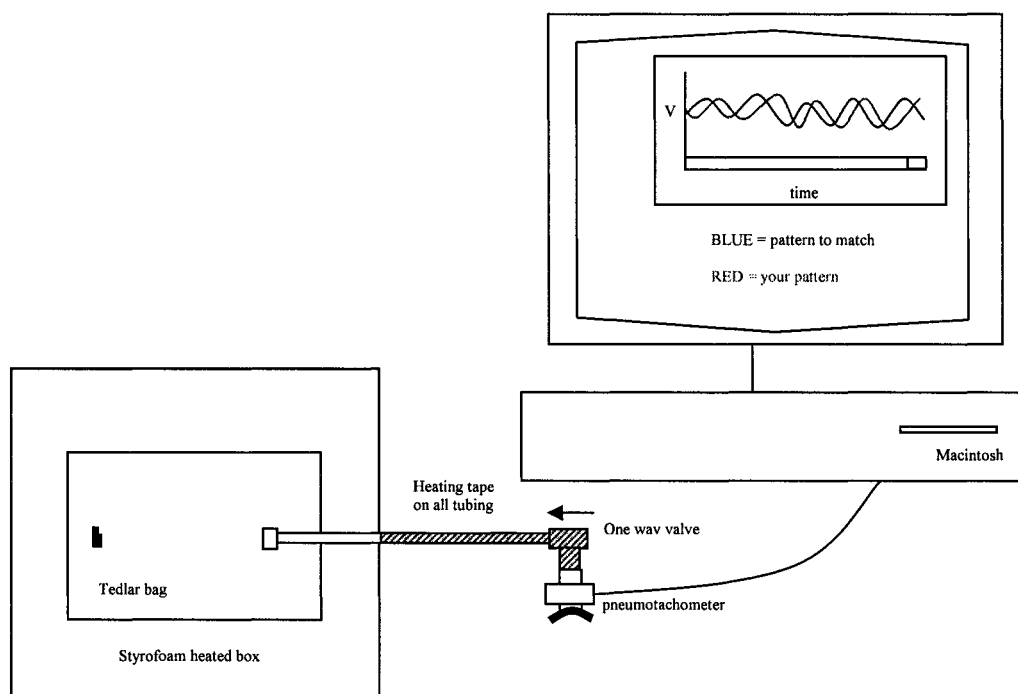 V
time
BLUE = pattern to match
RED = your pattern
Macintosh
Heating tape
on all tubing
One wav valve
pneumotachometer
Tedlar bag
Styrofoam heated box